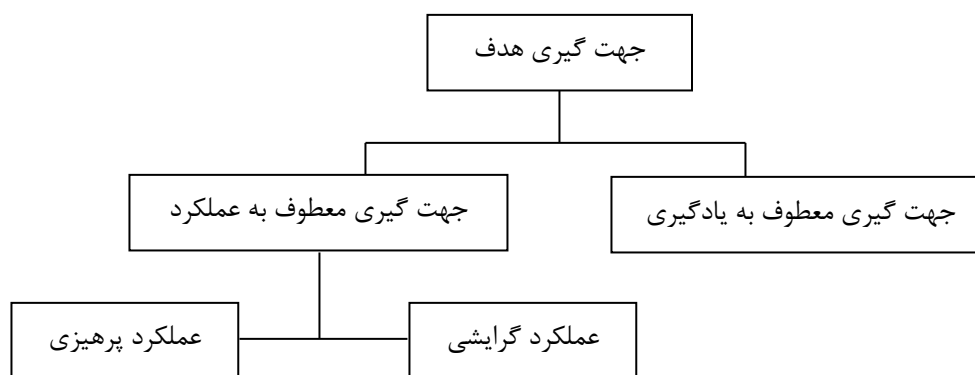 جهت گیری هدف
جهت گیری معطوف به یادگیری
جهت گیری معطوف به عملکرد
عملکرد گرایشی
عملکرد پرهیزی